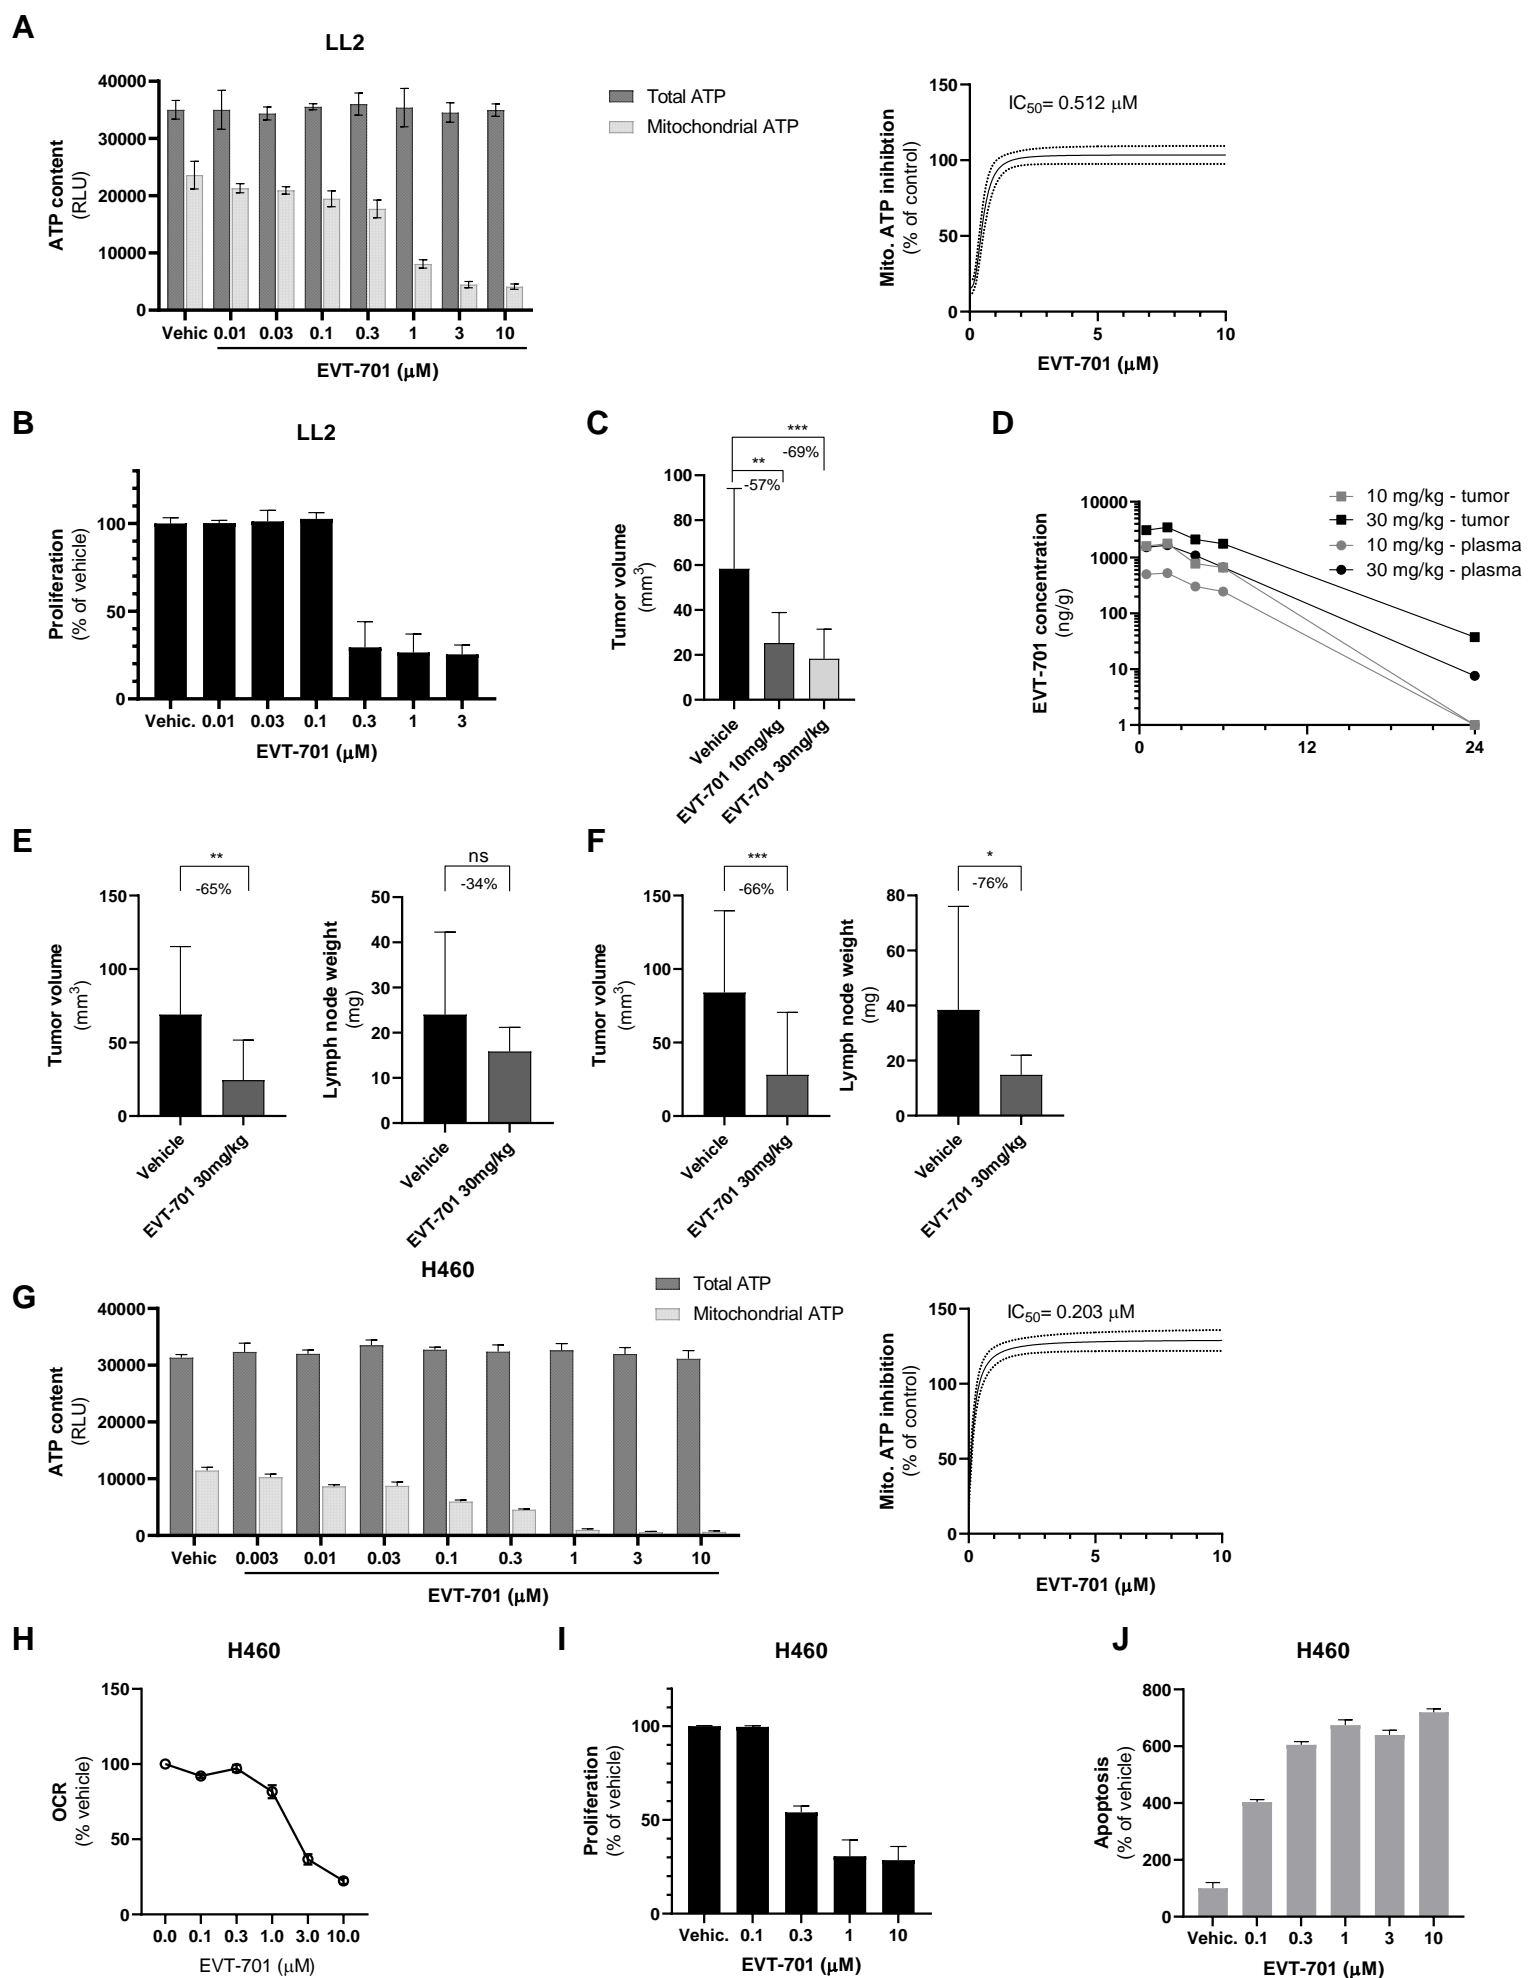 A
LL2
40000
30000
20000
10000
0
ATP content
(RLU)
Vehic 0.01 0.03 0.1 0.3 1 3 10
EVT-701 (μM)
Total ATP
Mitochondrial ATP
150
100
50
0
Mito. ATP inihibtion
(% of control)
IC50= 0.512 μM
0 5 10
EVT-701 (μM)
B
LL2
100
50
0
Proliferation
(% of vehicle)
Vehic. 0.01 0.03 0.1 0.3 1 3
EVT-701 (μM)
C
***
-69%
**
-57%
100
80
60
40
20
0
Tumor volume
(mm3)
Vehicle
EVT-701 10mg/kg
EVT-701 30mg/kg
D
10000
1000
100
10
1
EVT-701 concentration
(ng/g)
0 12 24
10 mg/kg - tumor
30 mg/kg - tumor
10 mg/kg - plasma
30 mg/kg - plasma
E
**
-65%
150
100
50
0
Tumor volume
(mm3)
Vehicle
EVT-701 30mg/kg
ns
-34%
50
40
30
20
10
0
Lymph node weight
(mg)
Vehicle
EVT-701 30mg/kg
F
***
-66%
150
100
50
0
Tumor volume
(mm3)
Vehicle
EVT-701 30mg/kg
*
-76%
80
60
40
20
0
Lymph node weight
(mg)
Vehicle
EVT-701 30mg/kg
G
H460
40000
30000
20000
10000
0
ATP content
(RLU)
Vehic 0.003 0.01 0.03 0.1 0.3 1 3 10
EVT-701 (μM)
Total ATP
Mitochondrial ATP
150
100
50
0
Mito. ATP inhibition
(% of control)
IC50= 0.203 μM
0 5 10
EVT-701 (μM)
H
H460
150
100
50
0
OCR
(% vehicle)
0.0 0.1 0.3 1.0 3.0 10.0
EVT-701 (μM)
I
H460
100
50
0
Proliferation
(% of vehicle)
Vehic. 0.1 0.3 1 10
EVT-701 (μM)
J
H460
800
600
400
200
0
Apoptosis
(% of vehicle)
Vehic. 0.1 0.3 1 3 10
EVT-701 (μM)